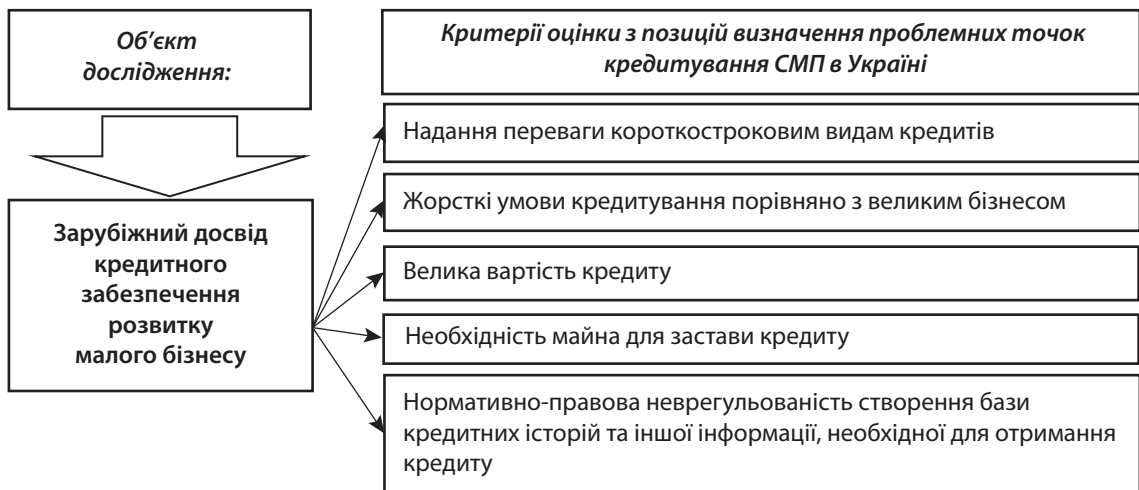 Об’єкт
дослідження:
Зарубіжний досвід
кредитного
забезпечення
розвитку
малого бізнесу
Критерії оцінки з позицій визначення проблемних точок
кредитування СМП в Україні
Надання переваги короткостроковим видам кредитів
Жорсткі умови кредитування порівняно з великим бізнесом
Велика вартість кредиту
Необхідність майна для застави кредиту
Нормативно-правова неврегульованість створення бази
кредитних історій та іншої інформації, необхідної для отримання
кредиту